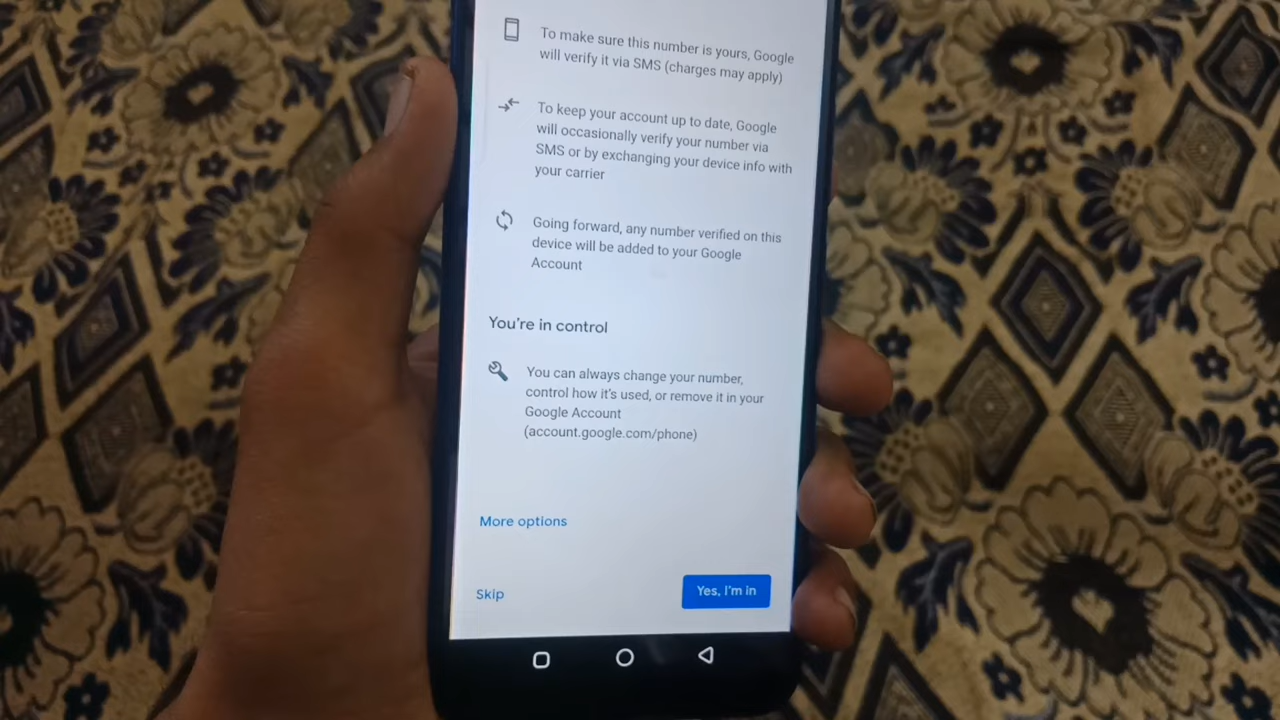 To make sure this number is yours, Google
will verify it via SMS (charges may apply)
To keep your account up to date, Google
will occasionally verify your number via
SMS or by exchanging your device info with
your carrier
Going forward, any number verified on this
device will be added to your Google
Account
You're in control
You can always change your number,
control how it's used, or remove it in your
Google Account
(account.google.com/phone)
More options
Skip
Yes, I'm in